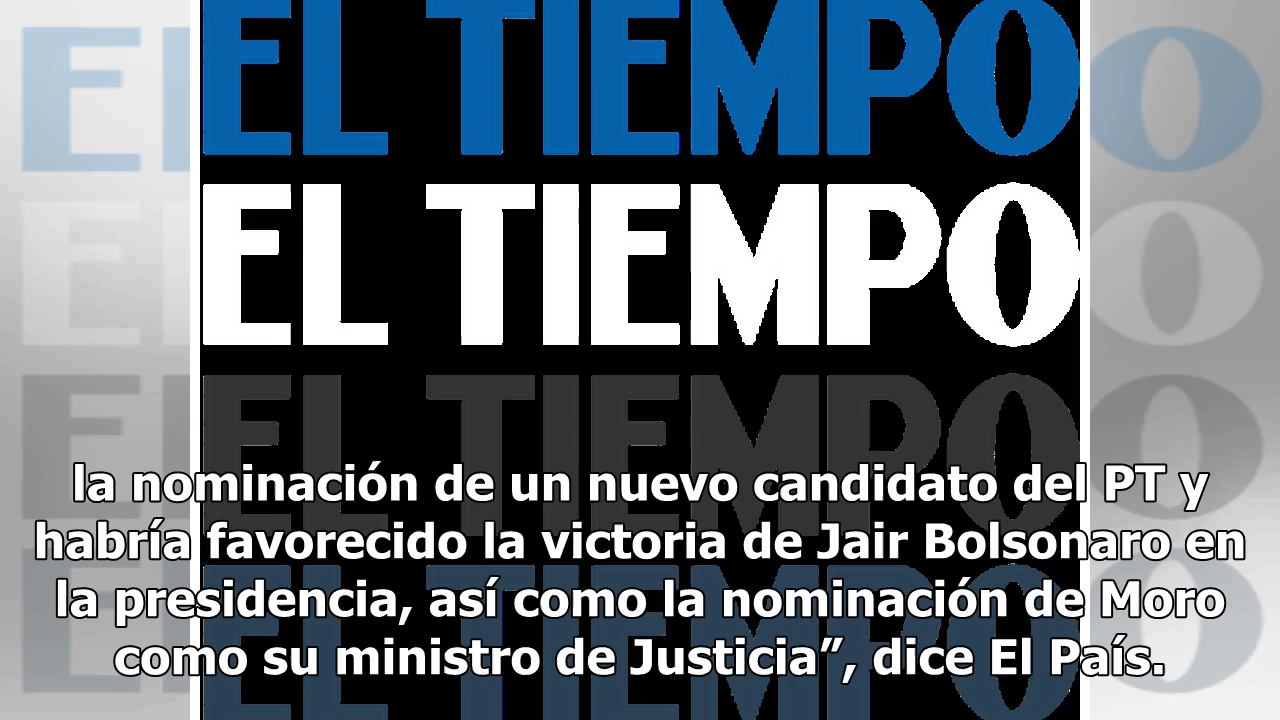 EL TIEMPO
EL TIEMPO
EL TIEMPO
EL TIEMPO
la nominación de un nuevo candidato del PT y
habría favorecido la victoria de Jair Bolsonaro en
la presidencia, así como la nominación de Moro
como su ministro de Justicia”, dice El País.